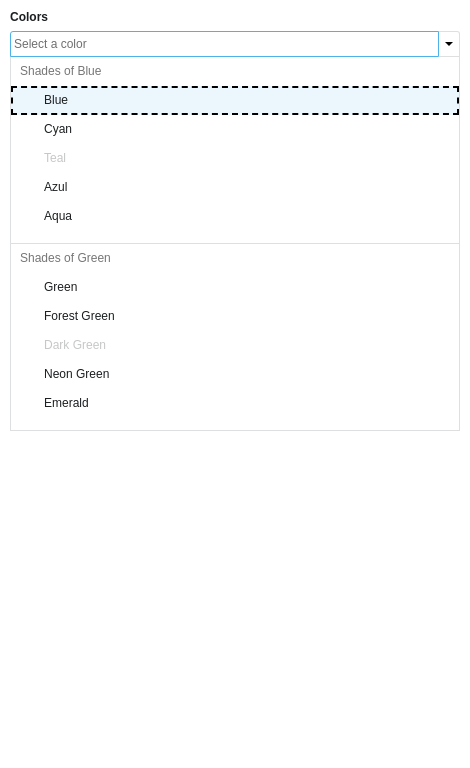 Colors
Select a color
Shades of Blue
Blue
Cyan
Teal
Azul
Aqua
Shades of Green
Green
Forest Green
Dark Green
Neon Green
Emerald